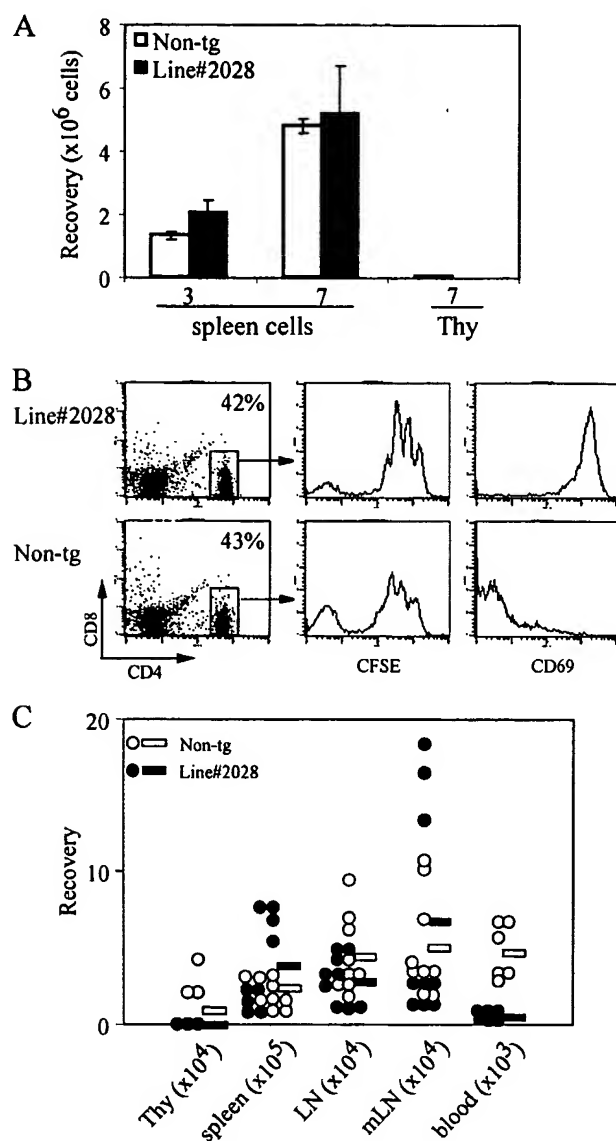 A
Recovery (x10⁶ cells)
8
6
4
2
0
Non-tg
Line#2028
3
7
7
spleen cells
Thy
B
Line#2028
42%
Non-tg
43%
CD8
CD4
CFSE
CD69
C
Recovery
20
10
0
Non-tg
Line#2028
Thy (x10⁴)
spleen (x10⁵)
LN (x10⁴)
mLN (x10⁴)
blood (x10³)